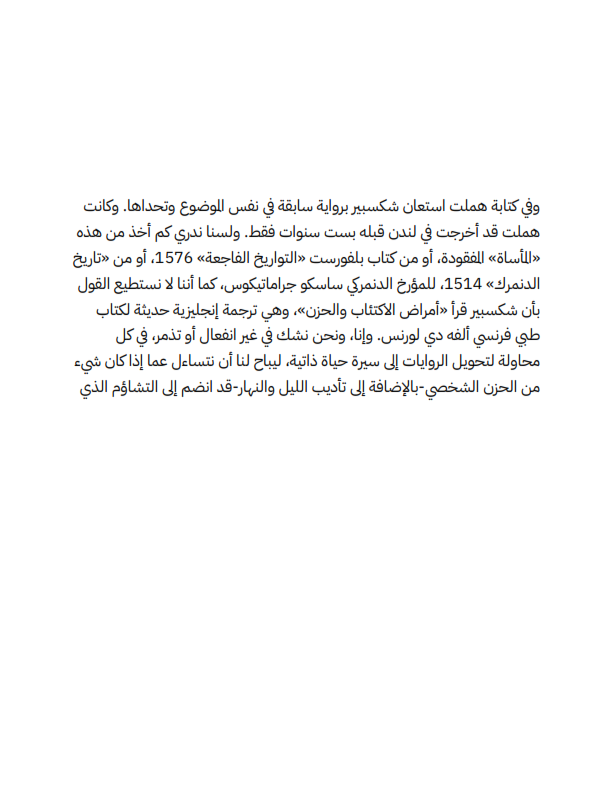 وفي كتابة هملت استعان شكسبير برواية سابقة في نفس الموضوع وتحداها. وكانت
هملت قد أخرجت في لندن قبله بست سنوات فقط. ولسنا ندري كم أخذ من هذه
«المأساة» المفقودة، أو من كتاب بلفورست «التواريخ الفاجعة» 1576، أو من «تاريخ
الدنمرك» 1514، للمؤرخ الدنمركي ساسكو جراماتيكوس، كما أننا لا نستطيع القول
بأن شكسبير قرأ «أمراض الاكتئاب والحزن»، وهي ترجمة إنجليزية حديثة لكتاب
طبي فرنسي ألفه دي لورنس. وإنا، ونحن نشك في غير انفعال أو تذمر، في كل
محاولة لتحويل الروايات إلى سيرة حياة ذاتية، ليباح لنا أن نتساءل عما إذا كان شيء
من الحزن الشخصي-بالإضافة إلى تأديب الليل والنهار-قد انضم إلى التشاؤم الذي